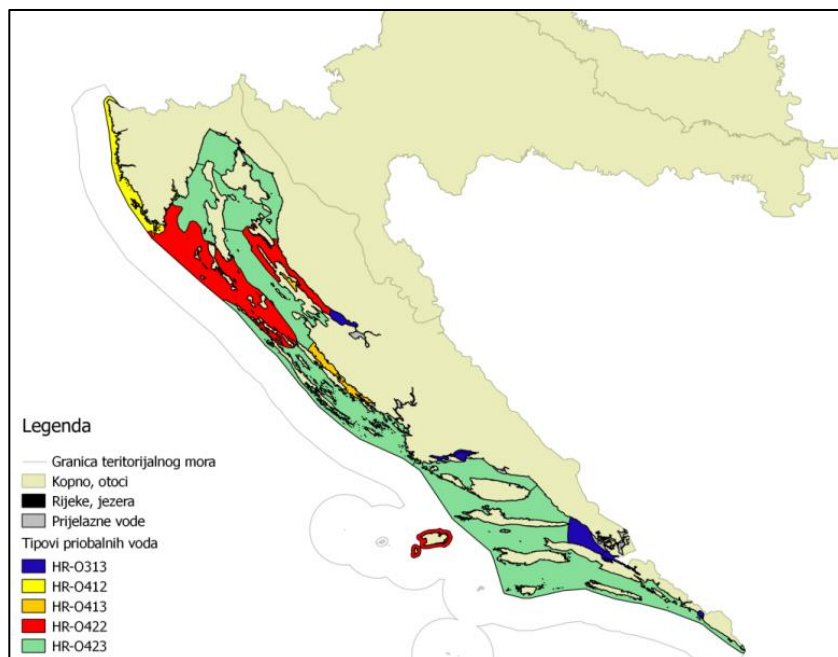 Legenda
Granica teritorijalnog mora
Kopno, otoci
Rijeke, jezera
Prijelazne vode
Tipovi priobalnih voda
HR-O313
HR-O412
HR-O413
HR-O422
HR-O423